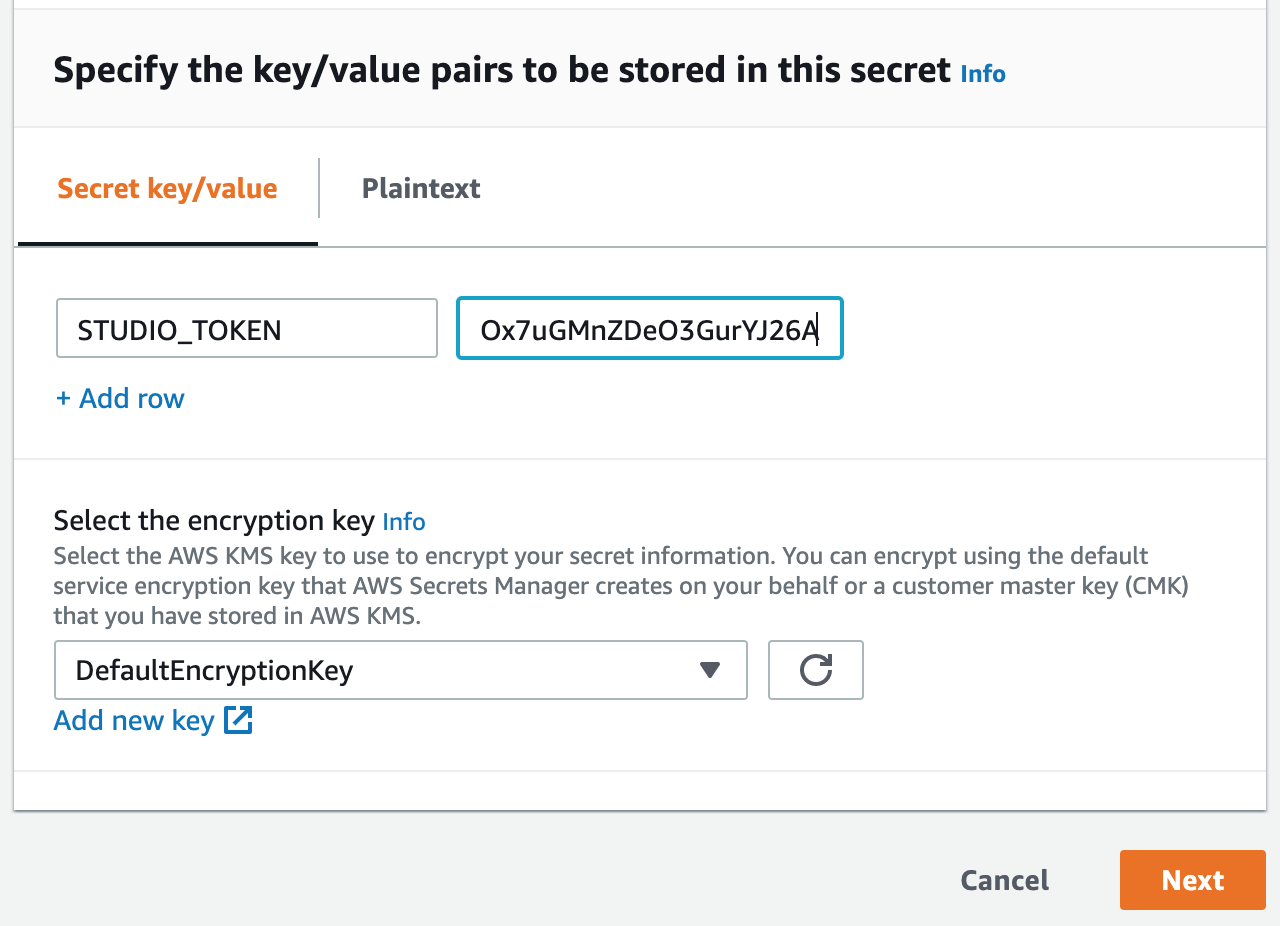 Specify the key/value pairs to be stored in this secret Info
Secret key/value Plaintext
STUDIO_TOKEN Ox7uGMnZDeO3GurYJ26A
+ Add row
Select the encryption key Info
Select the AWS KMS key to use to encrypt your secret information. You can encrypt using the default
service encryption key that AWS Secrets Manager creates on your behalf or a customer master key (CMK)
that you have stored in AWS KMS.
DefaultEncryptionKey
Add new key
Cancel Next